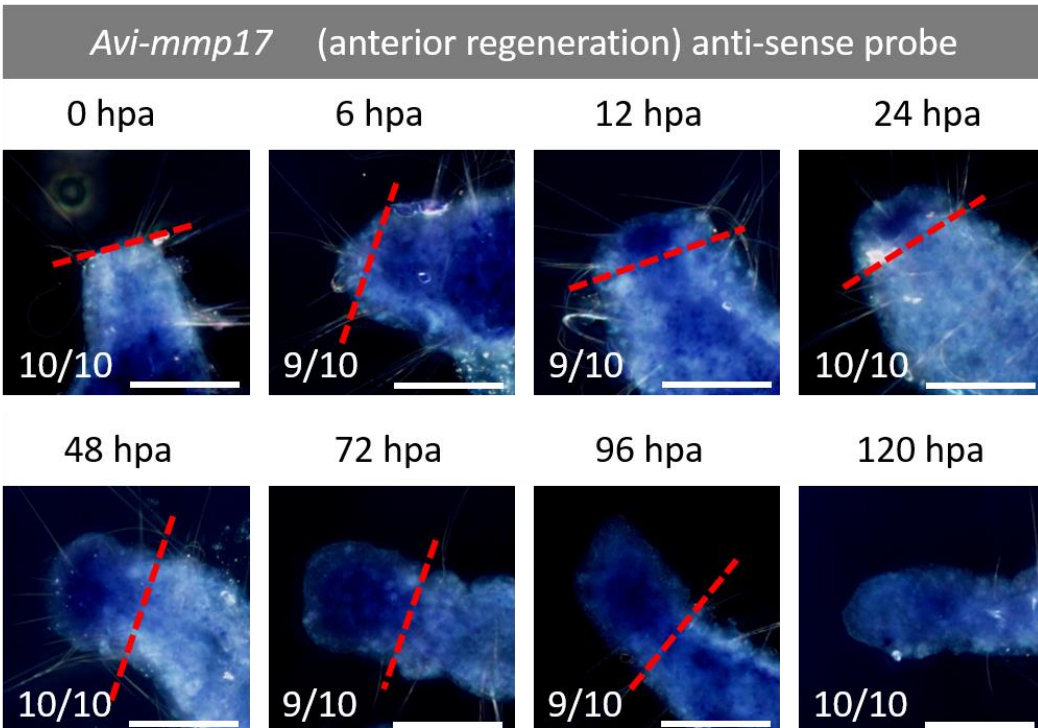 Avi-mmp17 (anterior regeneration) anti-sense probe
0 hpa 6 hpa 12 hpa 24 hpa
10/10 9/10 9/10 10/10
48 hpa 72 hpa 96 hpa 120 hpa
10/10 9/10 9/10 10/10